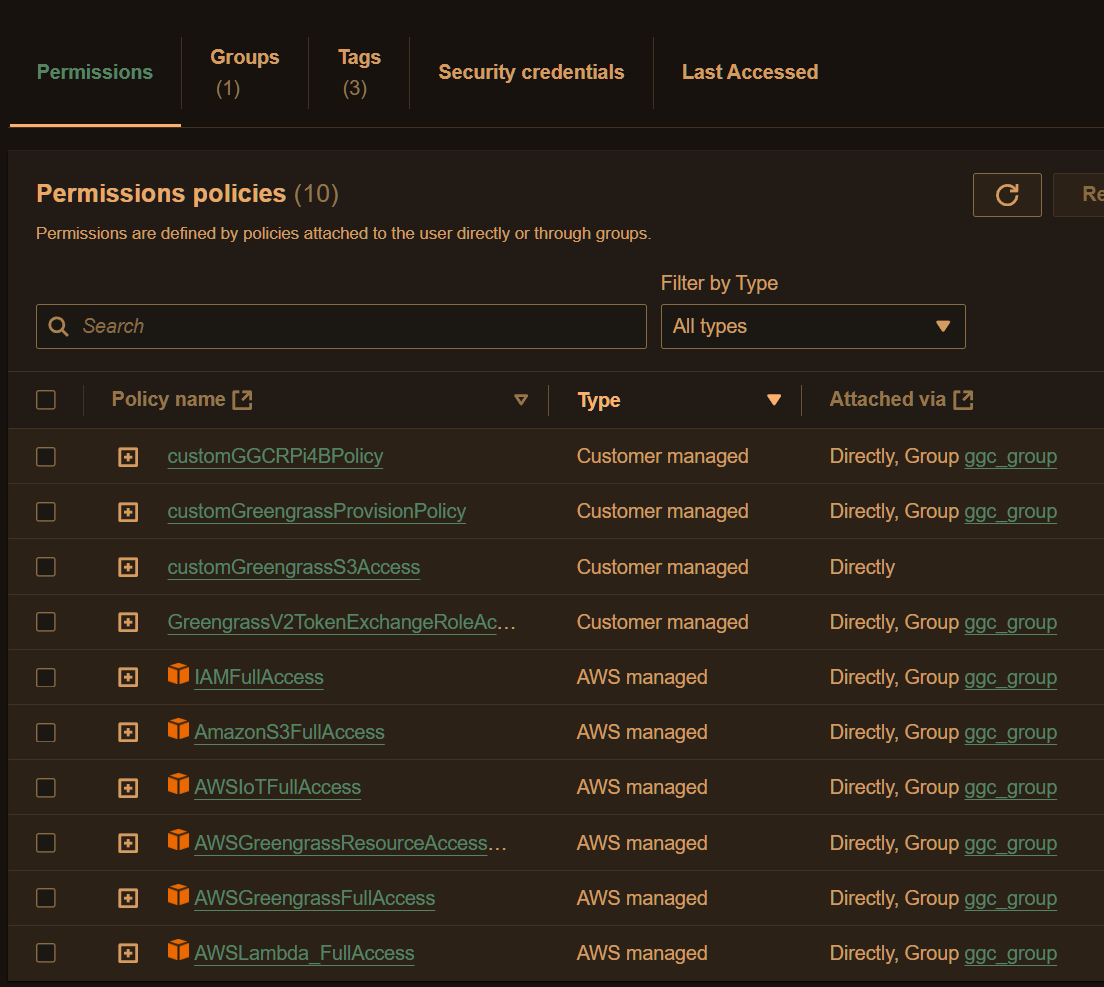 Permissions
Groups
(1)
Tags
(3)
Security credentials
Last Accessed
Permissions policies (10)
Re
Permissions are defined by policies attached to the user directly or through groups.
Filter by Type
Search
All types
Policy name
Type
Attached via
customGGCRPi4BPolicy Customer managed Directly, Group ggc_group
customGreengrassProvisionPolicy Customer managed Directly, Group ggc_group
customGreengrassS3Access Customer managed Directly
GreengrassV2TokenExchangeRoleAc... Customer managed Directly, Group ggc_group
IAMFullAccess AWS managed Directly, Group ggc_group
AmazonS3FullAccess AWS managed Directly, Group ggc_group
AWSIoTFullAccess AWS managed Directly, Group ggc_group
AWSGreengrassResourceAccess... AWS managed Directly, Group ggc_group
AWSGreengrassFullAccess AWS managed Directly, Group ggc_group
AWSLambda_FullAccess AWS managed Directly, Group ggc_group